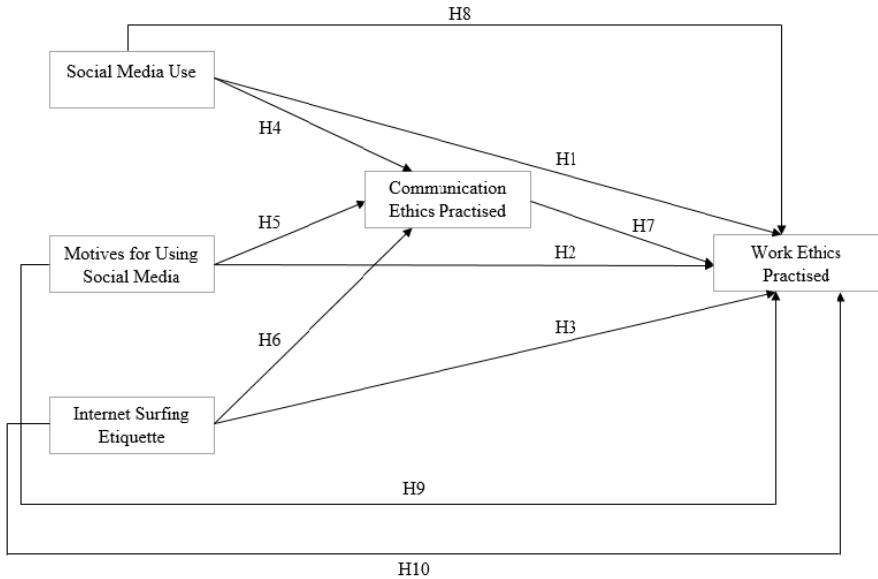 H8
Social Media Use
H4
H1
Communication
Ethics Practised
H5
H7
Motives for Using
Social Media
H2
Work Ethics
Practised
H6
H3
Internet Surfing
Etiquette
H9
H10